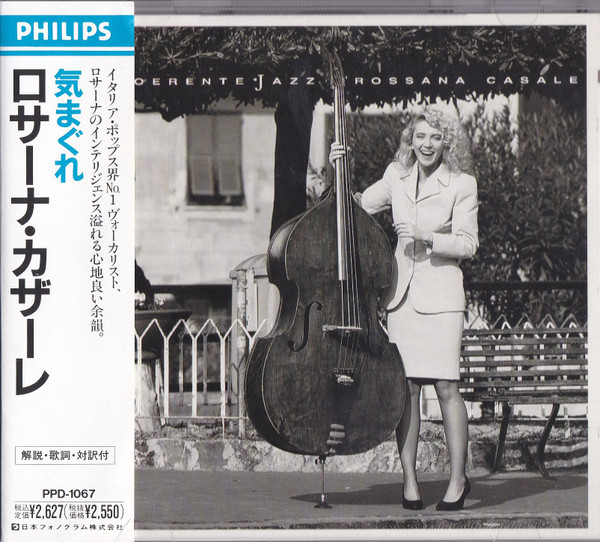 PHILIPS
OERENTE•JAZZ ROSSANA CASALE
気まぐれ
ロサーナ・カザーレ
イタリア・ポップス界No.1ヴォーカリスト、
ロサーナのインテリジェンス溢れる心地良い余韻。
解説・歌詞・対訳付
PPD-1067
税込定価¥2,627(税抜価格¥2,550)
日本フォノグラム株式会社